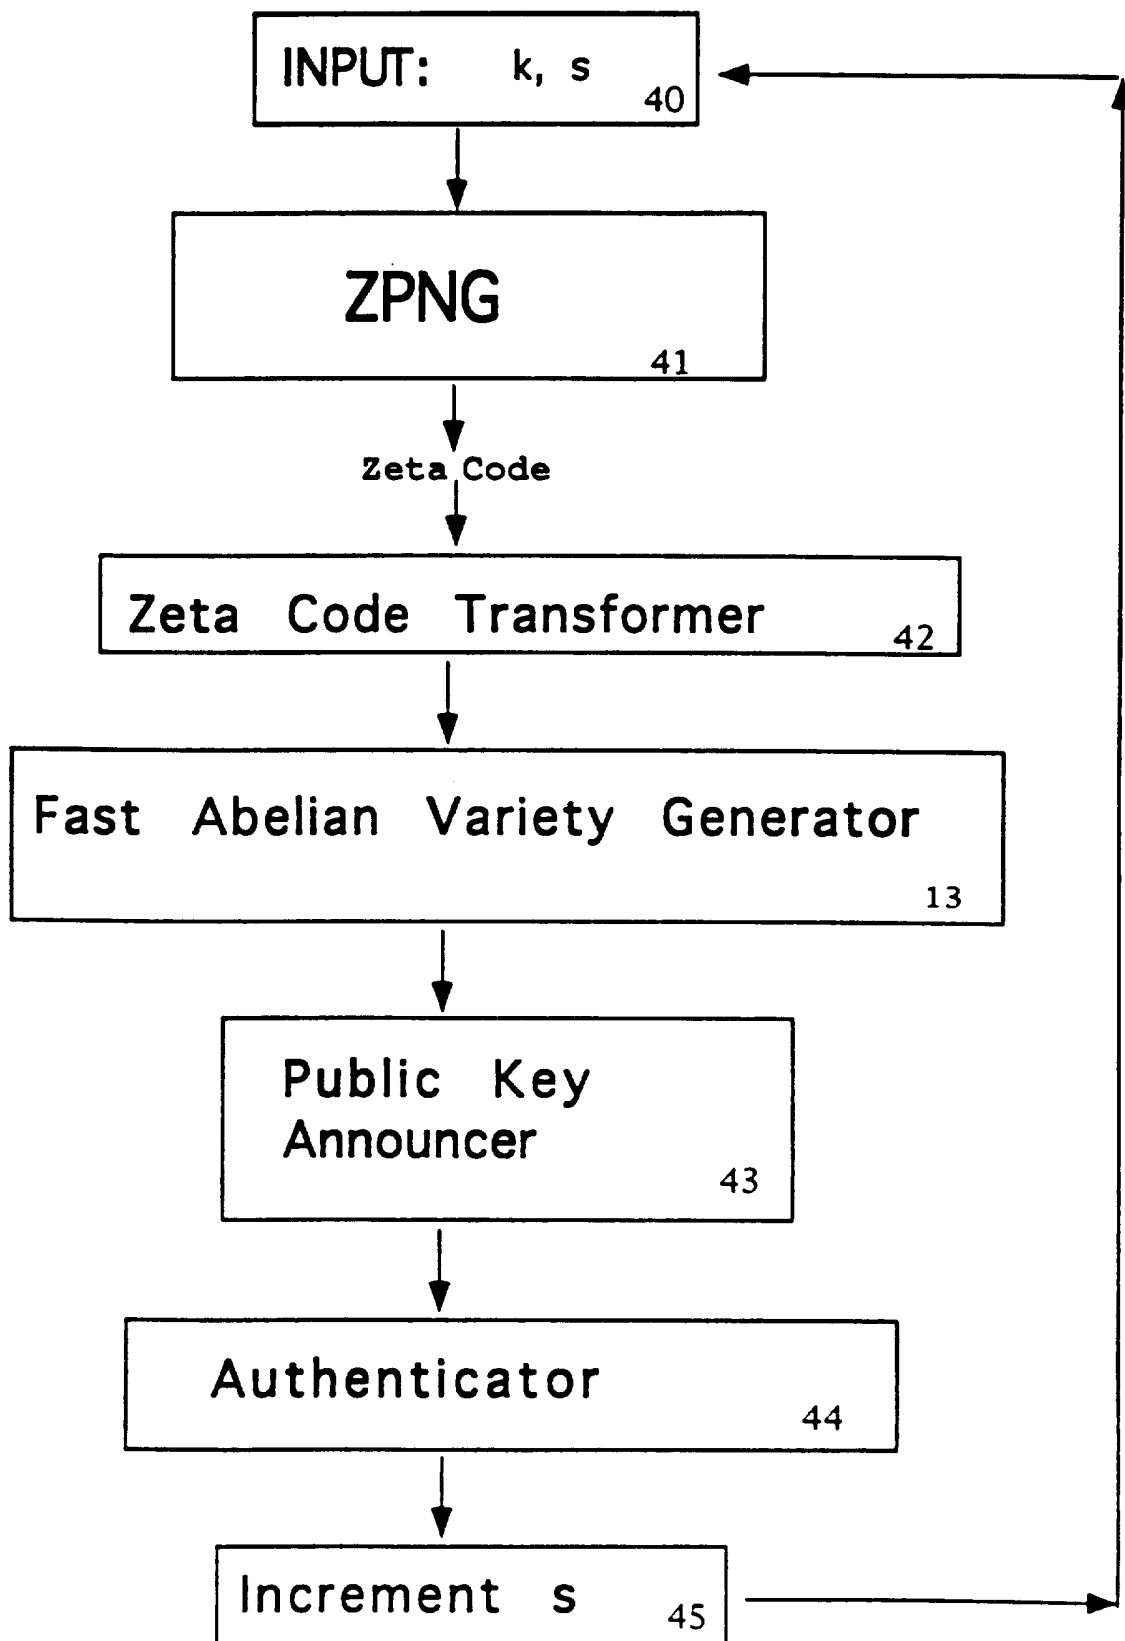 INPUT: k, s
40
ZPNG
41
Zeta Code
Zeta Code Transformer
42
Fast Abelian Variety Generator
13
Public Key
Announcer
43
Authenticator
44
Increment s
45